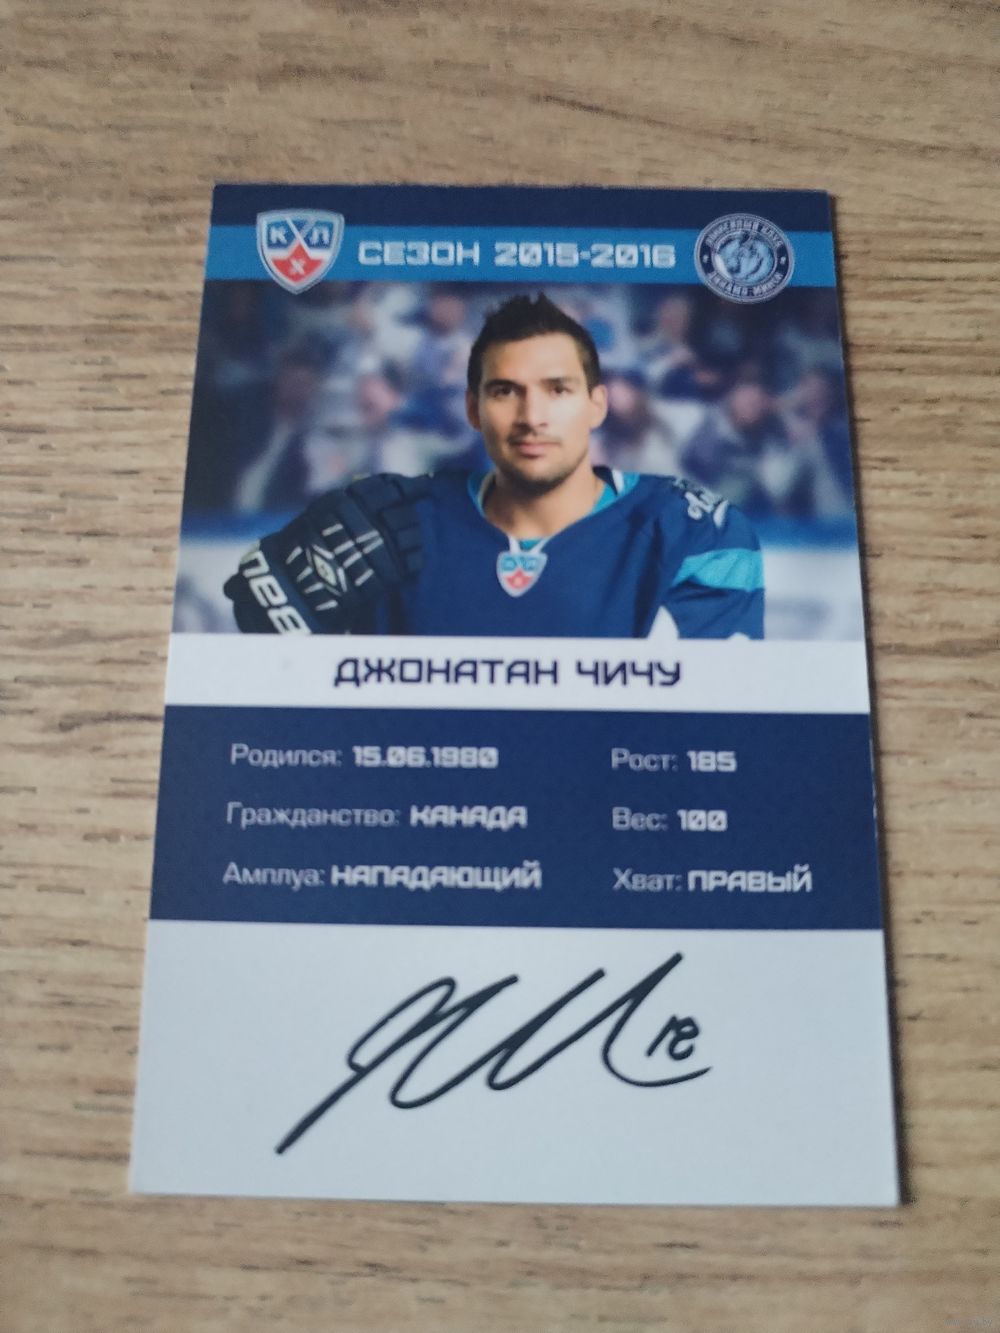 КХЛ
СЕЗОН 2015-2016
ДЖОНАТАН ЧИЧУ
Родился: 15.06.1980
Рост: 185
Гражданство: КАНАДА
Вес: 100
Амплуа: НАПАДАЮЩИЙ
Хват: ПРАВЫЙ